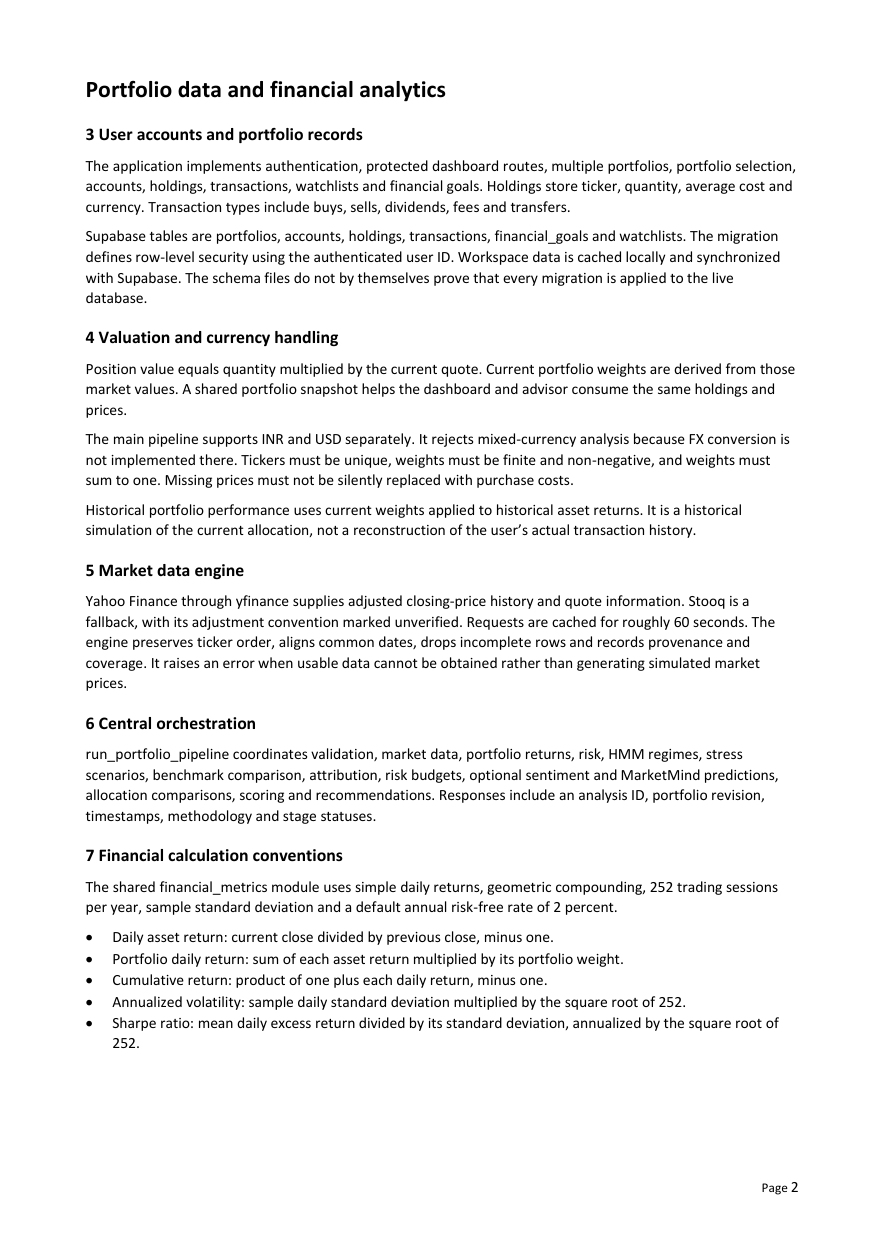 Portfolio data and financial analytics
3 User accounts and portfolio records
The application implements authentication, protected dashboard routes, multiple portfolios, portfolio selection,
accounts, holdings, transactions, watchlists and financial goals. Holdings store ticker, quantity, average cost and
currency. Transaction types include buys, sells, dividends, fees and transfers.
Supabase tables are portfolios, accounts, holdings, transactions, financial_goals and watchlists. The migration
defines row-level security using the authenticated user ID. Workspace data is cached locally and synchronized
with Supabase. The schema files do not by themselves prove that every migration is applied to the live
database.
4 Valuation and currency handling
Position value equals quantity multiplied by the current quote. Current portfolio weights are derived from those
market values. A shared portfolio snapshot helps the dashboard and advisor consume the same holdings and
prices.
The main pipeline supports INR and USD separately. It rejects mixed-currency analysis because FX conversion is
not implemented there. Tickers must be unique, weights must be finite and non-negative, and weights must
sum to one. Missing prices must not be silently replaced with purchase costs.
Historical portfolio performance uses current weights applied to historical asset returns. It is a historical
simulation of the current allocation, not a reconstruction of the user’s actual transaction history.
5 Market data engine
Yahoo Finance through yfinance supplies adjusted closing-price history and quote information. Stooq is a
fallback, with its adjustment convention marked unverified. Requests are cached for roughly 60 seconds. The
engine preserves ticker order, aligns common dates, drops incomplete rows and records provenance and
coverage. It raises an error when usable data cannot be obtained rather than generating simulated market
prices.
6 Central orchestration
run_portfolio_pipeline coordinates validation, market data, portfolio returns, risk, HMM regimes, stress
scenarios, benchmark comparison, attribution, risk budgets, optional sentiment and MarketMind predictions,
allocation comparisons, scoring and recommendations. Responses include an analysis ID, portfolio revision,
timestamps, methodology and stage statuses.
7 Financial calculation conventions
The shared financial_metrics module uses simple daily returns, geometric compounding, 252 trading sessions
per year, sample standard deviation and a default annual risk-free rate of 2 percent.
• Daily asset return: current close divided by previous close, minus one.
• Portfolio daily return: sum of each asset return multiplied by its portfolio weight.
• Cumulative return: product of one plus each daily return, minus one.
• Annualized volatility: sample daily standard deviation multiplied by the square root of 252.
• Sharpe ratio: mean daily excess return divided by its standard deviation, annualized by the square root of
252.
Page 2